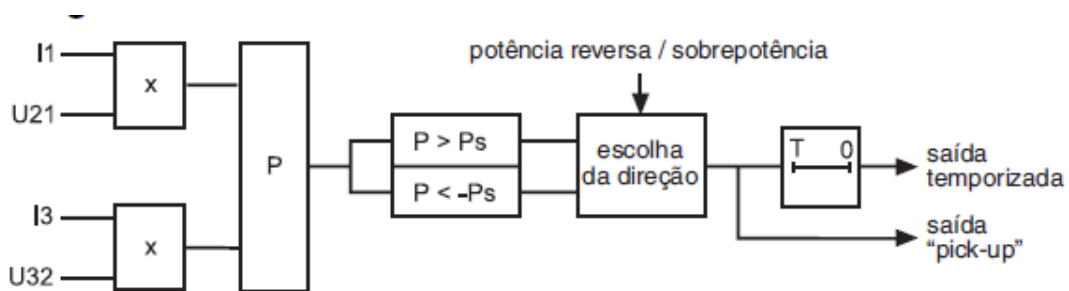 I1
x
U21
I3
x
U32
P
P > Ps
P < -Ps
potência reversa / sobrepotência
escolha
da direção
T 0
saída
temporizada
saída
“pick-up”